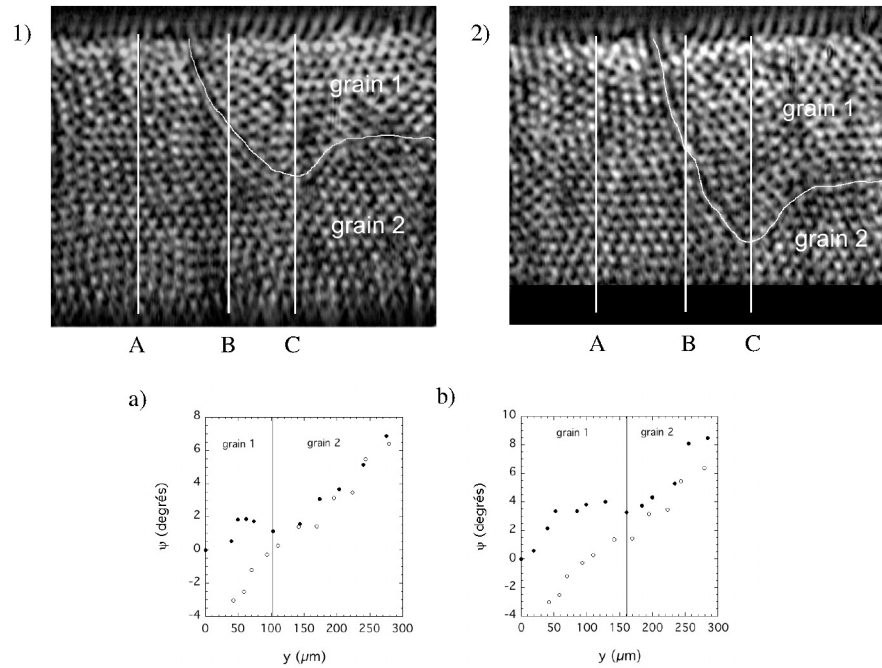 1)
grain 1
grain 2
A B C
2)
grain 1
grain 2
A B C
a)
8
6
4
2
0
-2
-4
ψ (degrés)
grain 1 grain 2
0 50 100 150 200 250 300
y (μm)
b)
10
8
6
4
2
0
-2
-4
ψ (degrés)
grain 1 grain 2
0 50 100 150 200 250 300
y (μm)